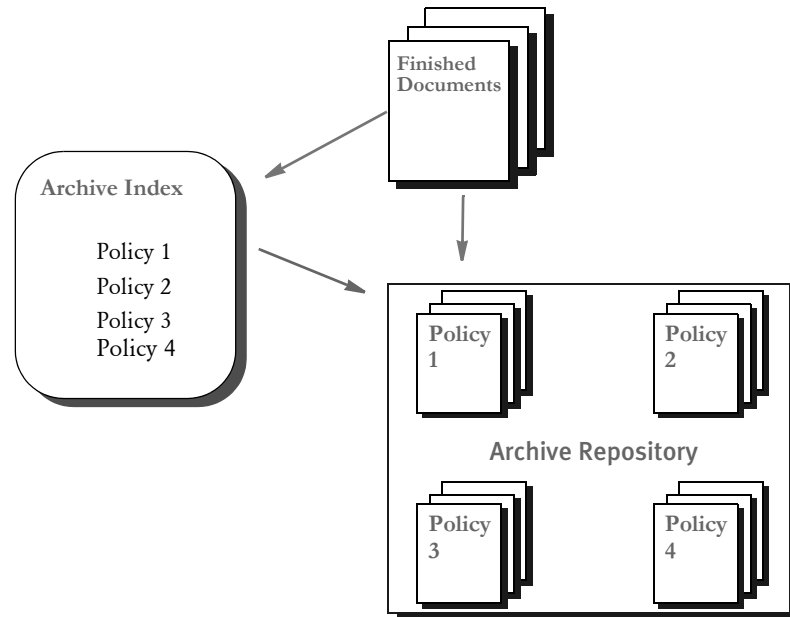 Finished
Documents
Archive Index
Policy 1
Policy 2
Policy 3
Policy 4
Policy
1
Policy
2
Archive Repository
Policy
3
Policy
4